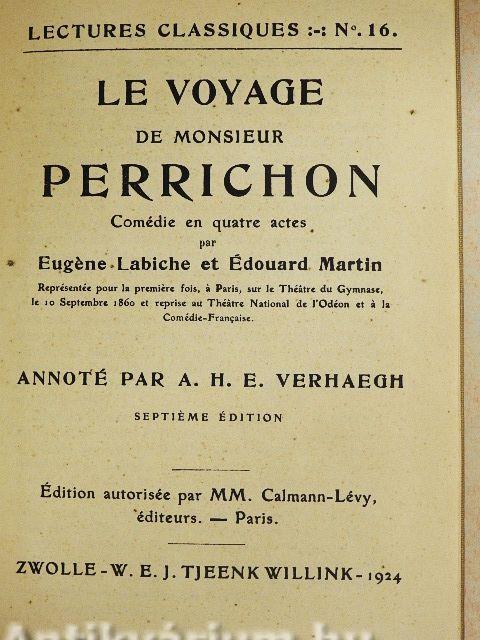 LECTURES CLASSIQUES :-: Nº. 16.
LE VOYAGE
DE MONSIEUR
PERRICHON
Comédie en quatre actes
par
Eugène Labiche et Édouard Martin
Représentée pour la première fois, à Paris, sur le Théâtre du Gymnase,
le 10 Septembre 1860 et reprise au Théâtre National de l'Odéon et à la
Comédie-Française.
ANNOTÉ PAR A. H. E. VERHAEGH
SEPTIÈME ÉDITION
Édition autorisée par MM. Calmann-Lévy,
éditeurs. — Paris.
ZWOLLE - W. E. J. TJEENK WILLINK - 1924
Antikvárium.hu